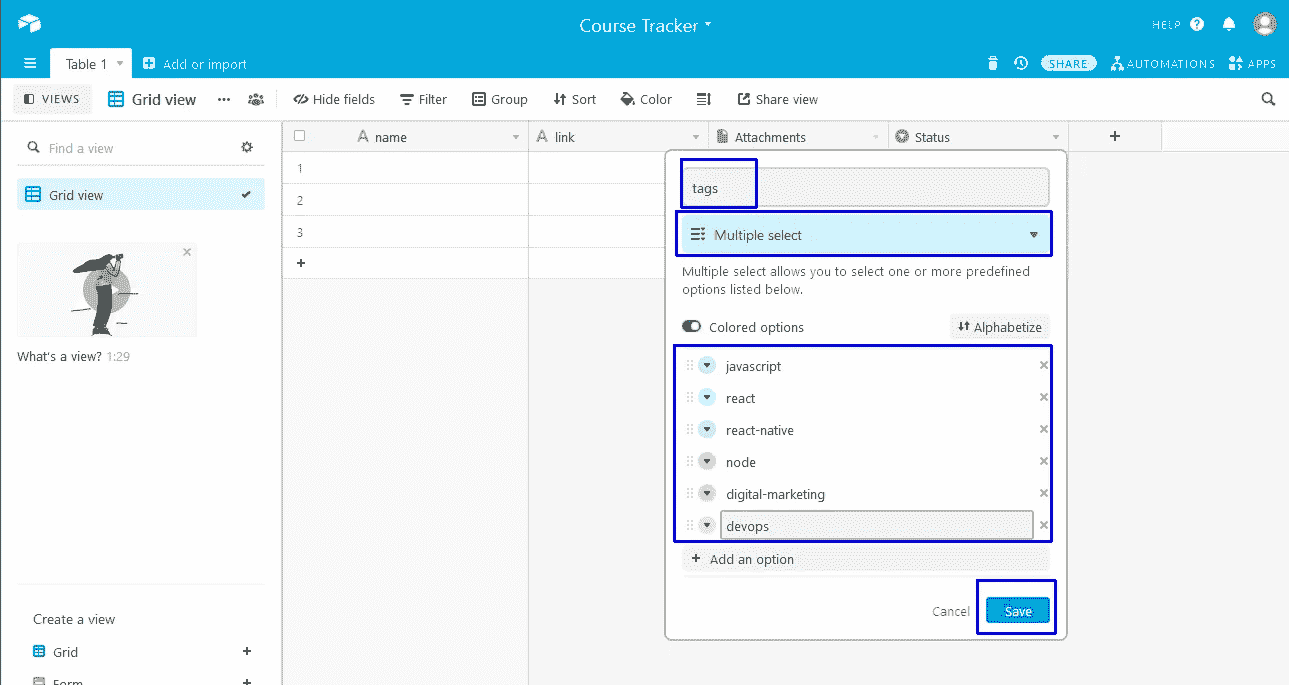 Course Tracker
HELP
Table 1
Add or import
SHARE
AUTOMATIONS
APPS
VIEWS
Grid view
Hide fields
Filter
Group
Sort
Color
Share view
Find a view
name
link
Attachments
Status
1
2
3
Grid view
What's a view? 1:29
tags
Multiple select
Multiple select allows you to select one or more predefined
options listed below.
Colored options
Alphabetize
javascript
react
react-native
node
digital-marketing
devops
Add an option
Cancel
Save
Create a view
Grid
Form